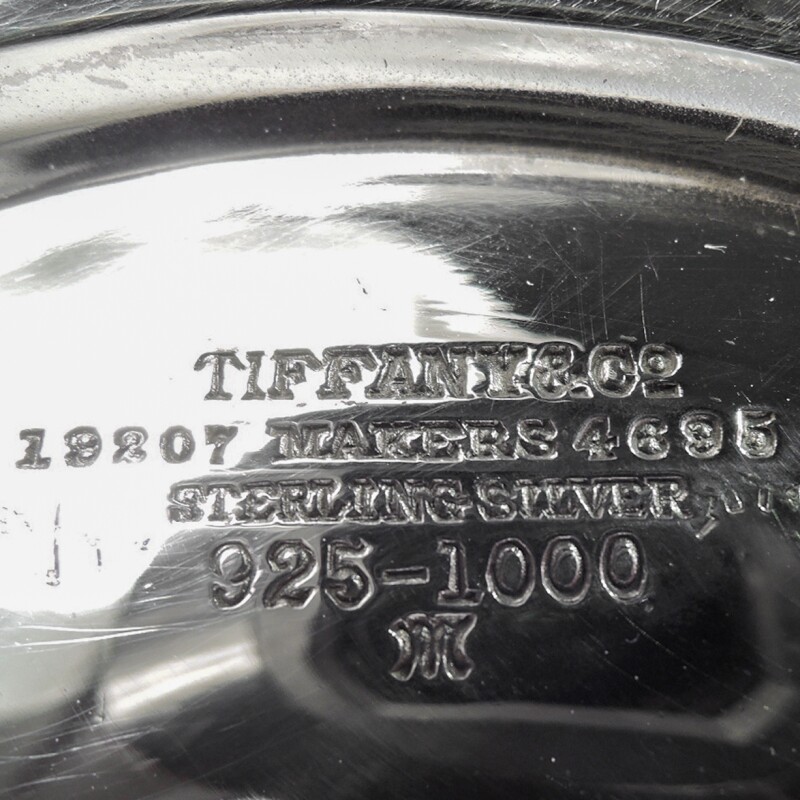 TIFFANY & Co
19207 MAKERS 4695
STERLING SILVER
925-1000
M